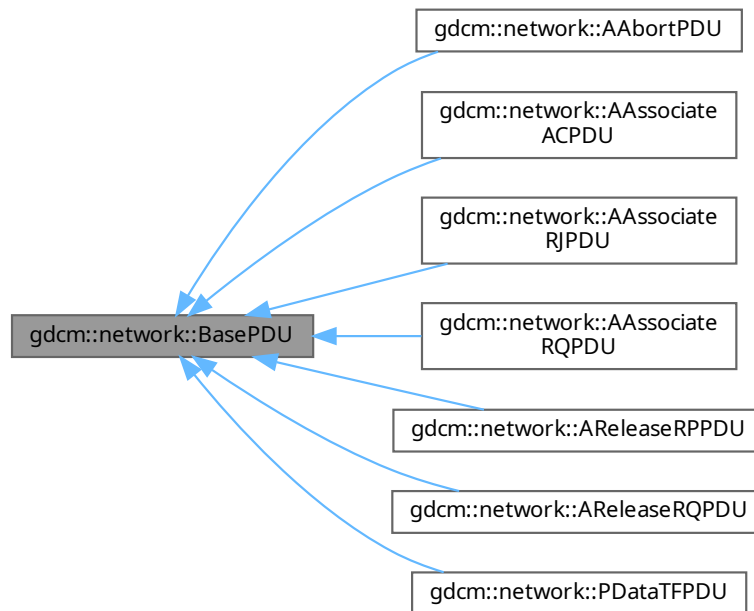 gdcm::network::AAbortPDU
gdcm::network::AAssociate
ACPDU
gdcm::network::AAssociate
RJPDU
gdcm::network::BasePDU
gdcm::network::AAssociate
RQPDU
gdcm::network::AReleaseRPPDU
gdcm::network::AReleaseRQPDU
gdcm::network::PDataTFPDU